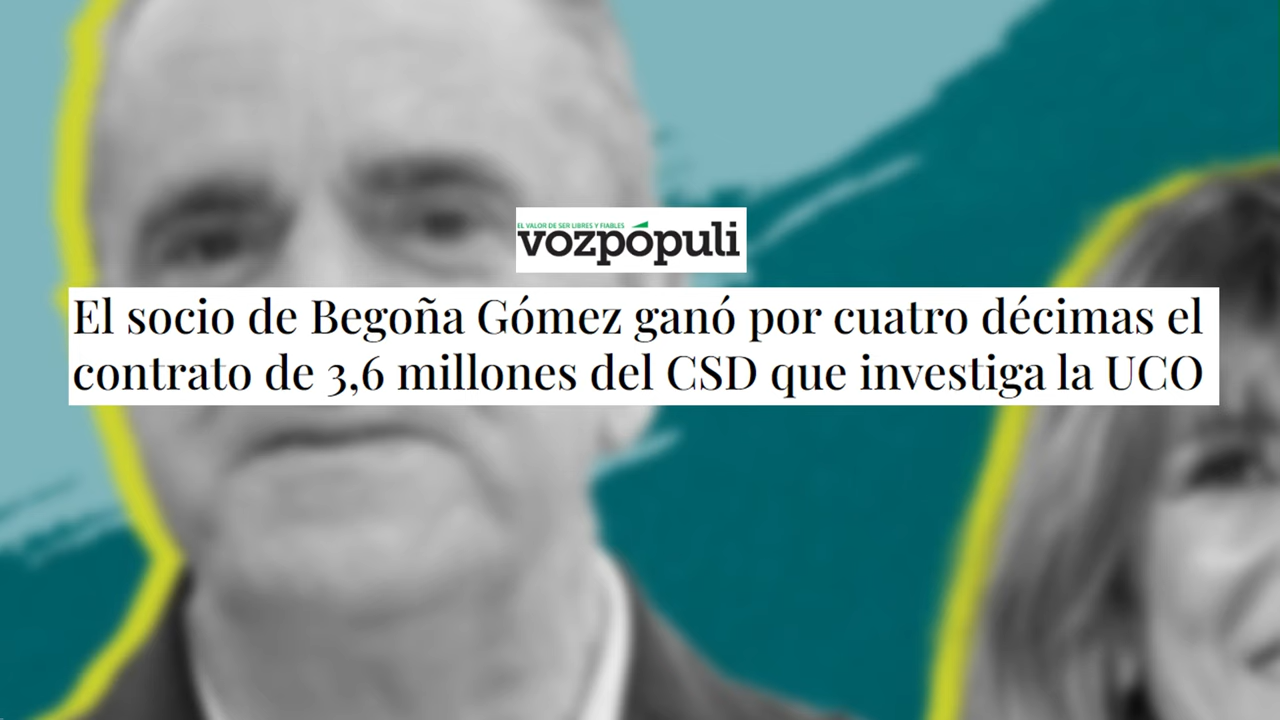 EL VALOR DE SER LIBRES Y FIABLES
vozpópuli
El socio de Begoña Gómez ganó por cuatro décimas el
contrato de 3,6 millones del CSD que investiga la UCO